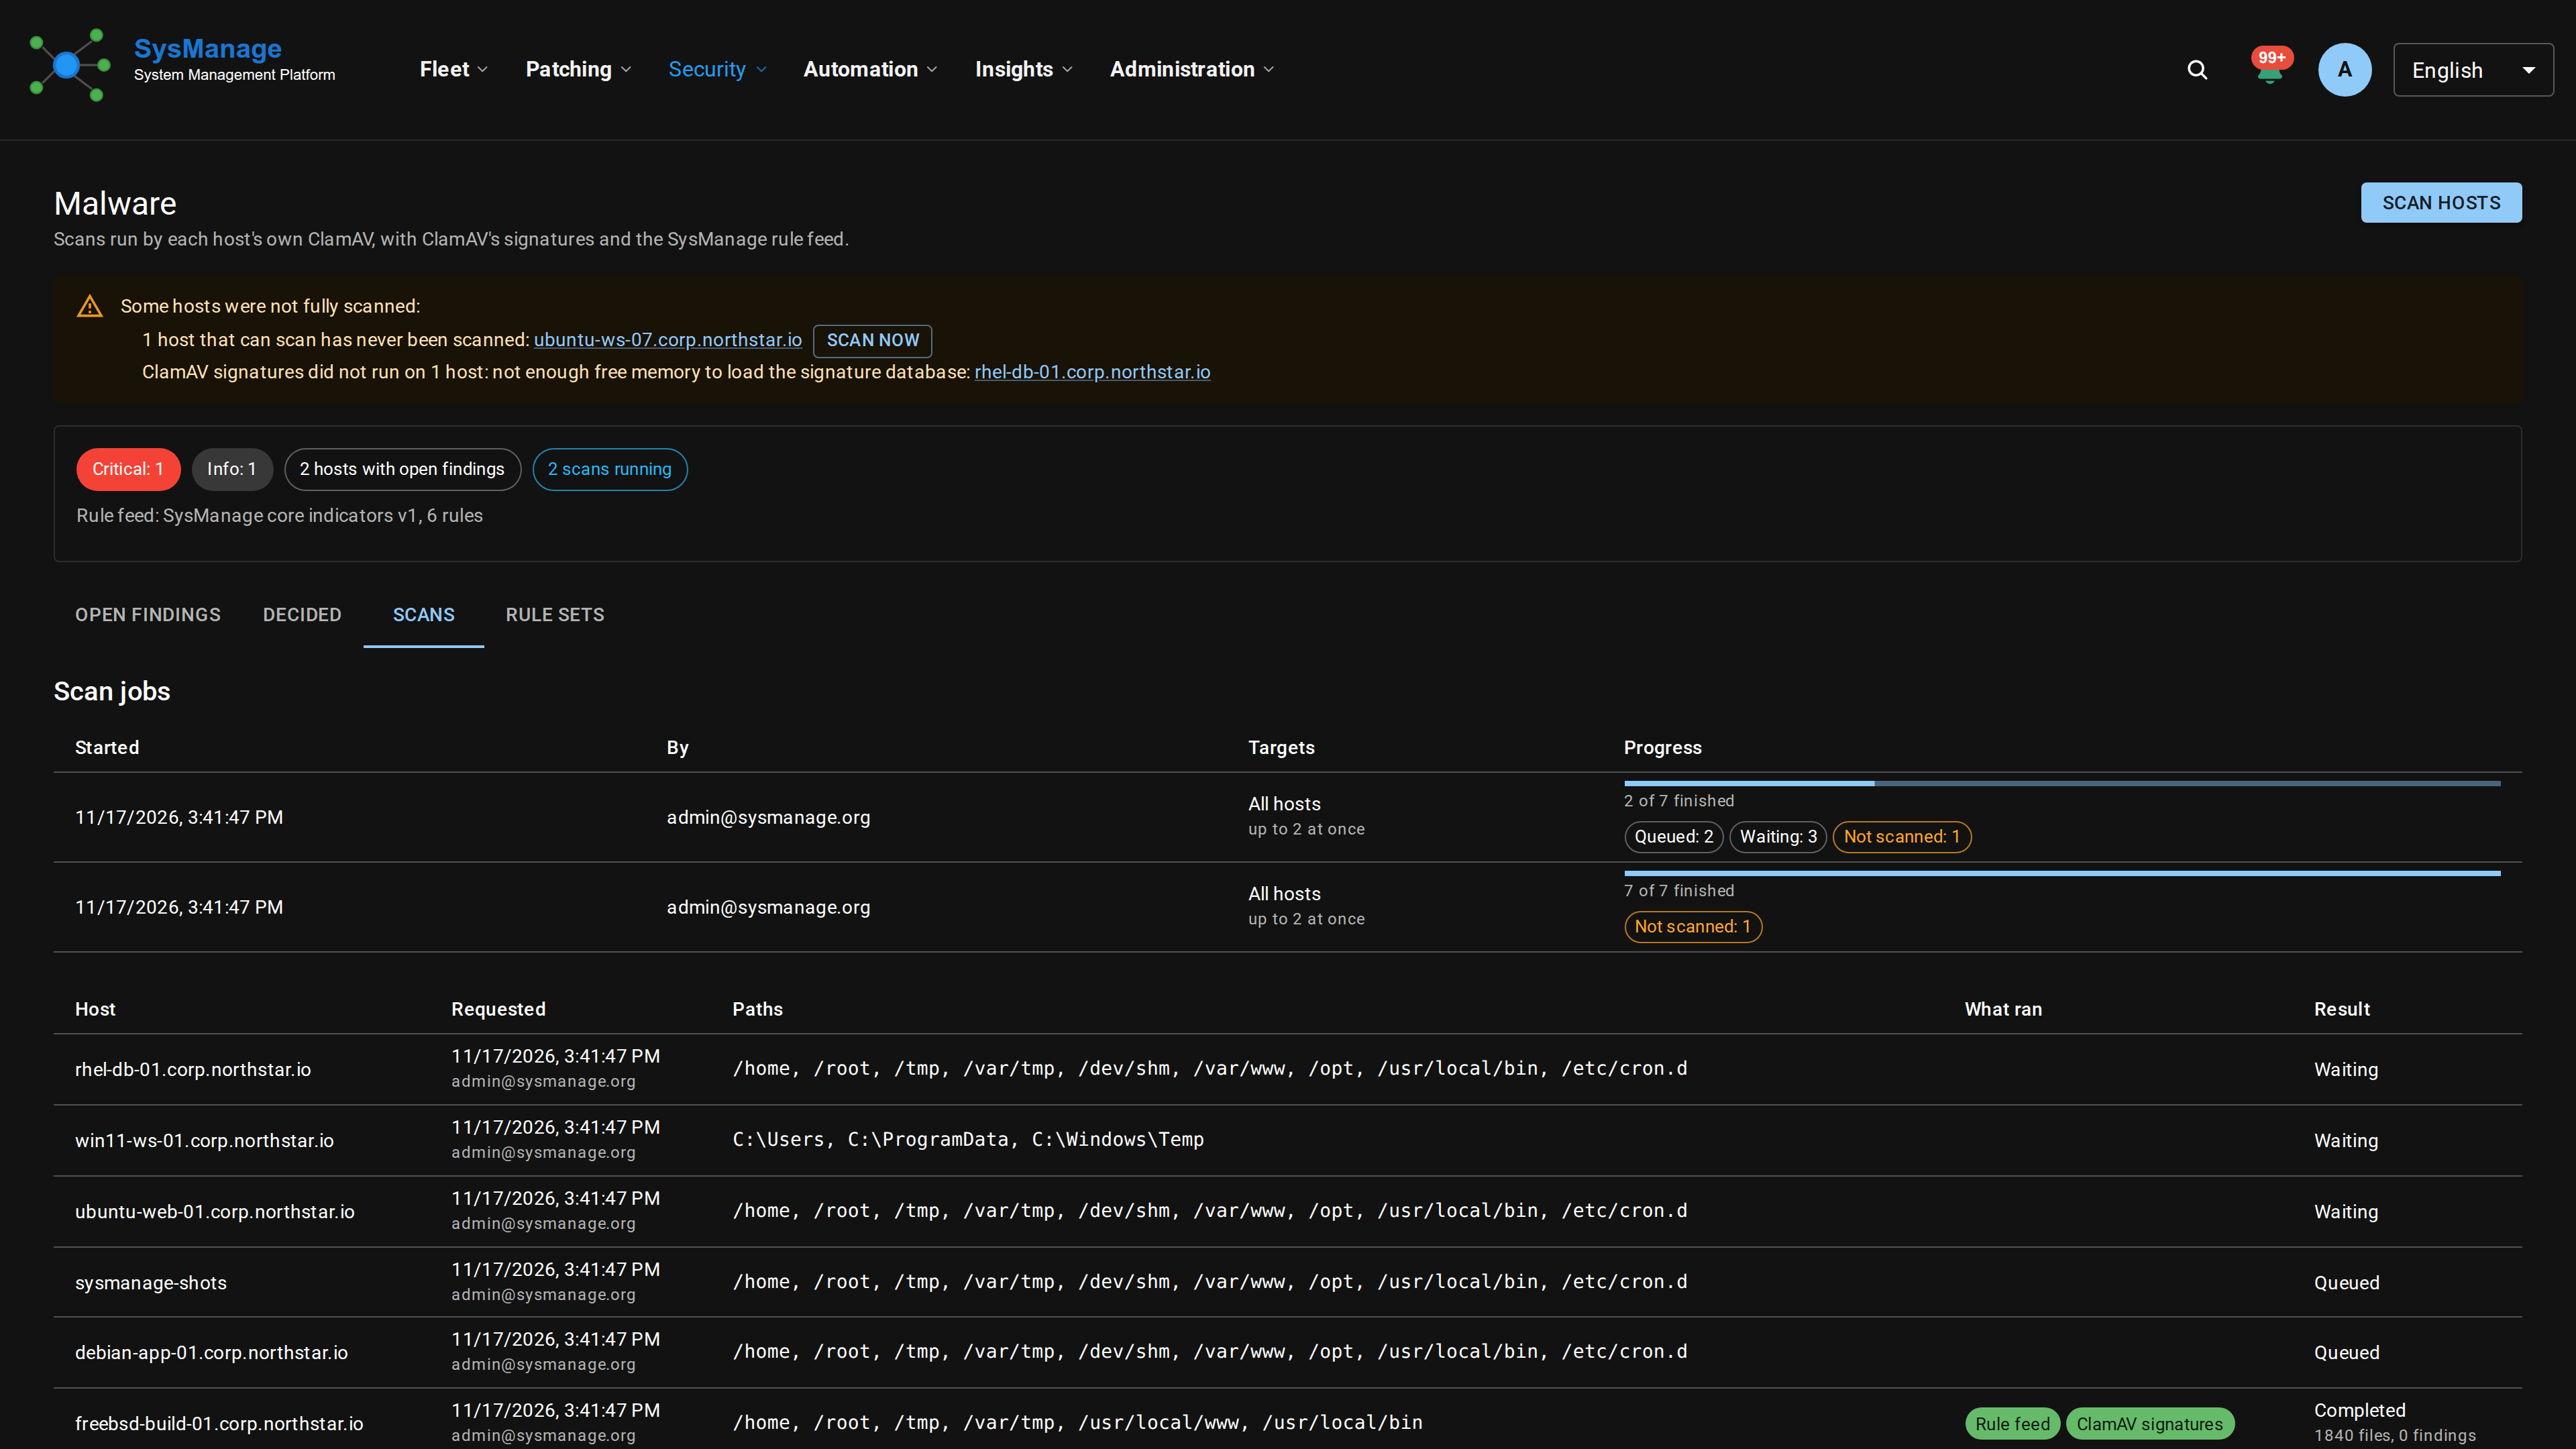 SysManage
System Management Platform
Fleet
Patching
Security
Automation
Insights
Administration
99+
A
English
Malware
SCAN HOSTS
Scans run by each host's own ClamAV, with ClamAV's signatures and the SysManage rule feed.
Some hosts were not fully scanned:
1 host that can scan has never been scanned: ubuntu-ws-07.corp.northstar.io SCAN NOW
ClamAV signatures did not run on 1 host: not enough free memory to load the signature database: rhel-db-01.corp.northstar.io
Critical: 1
Info: 1
2 hosts with open findings
2 scans running
Rule feed: SysManage core indicators v1, 6 rules
OPEN FINDINGS
DECIDED
SCANS
RULE SETS
Scan jobs
Started By Targets Progress
11/17/2026, 3:41:47 PM admin@sysmanage.org
All hosts
up to 2 at once
2 of 7 finished
Queued: 2 Waiting: 3 Not scanned: 1
11/17/2026, 3:41:47 PM admin@sysmanage.org
All hosts
up to 2 at once
7 of 7 finished
Not scanned: 1
Host Requested Paths What ran Result
rhel-db-01.corp.northstar.io
11/17/2026, 3:41:47 PM
admin@sysmanage.org
/home, /root, /tmp, /var/tmp, /dev/shm, /var/www, /opt, /usr/local/bin, /etc/cron.d
Waiting
win11-ws-01.corp.northstar.io
11/17/2026, 3:41:47 PM
admin@sysmanage.org
C:\Users, C:\ProgramData, C:\Windows\Temp
Waiting
ubuntu-web-01.corp.northstar.io
11/17/2026, 3:41:47 PM
admin@sysmanage.org
/home, /root, /tmp, /var/tmp, /dev/shm, /var/www, /opt, /usr/local/bin, /etc/cron.d
Waiting
sysmanage-shots
11/17/2026, 3:41:47 PM
admin@sysmanage.org
/home, /root, /tmp, /var/tmp, /dev/shm, /var/www, /opt, /usr/local/bin, /etc/cron.d
Queued
debian-app-01.corp.northstar.io
11/17/2026, 3:41:47 PM
admin@sysmanage.org
/home, /root, /tmp, /var/tmp, /dev/shm, /var/www, /opt, /usr/local/bin, /etc/cron.d
Queued
freebsd-build-01.corp.northstar.io
11/17/2026, 3:41:47 PM
admin@sysmanage.org
/home, /root, /tmp, /var/tmp, /usr/local/www, /usr/local/bin
Rule feed ClamAV signatures
Completed
1840 files, 0 findings